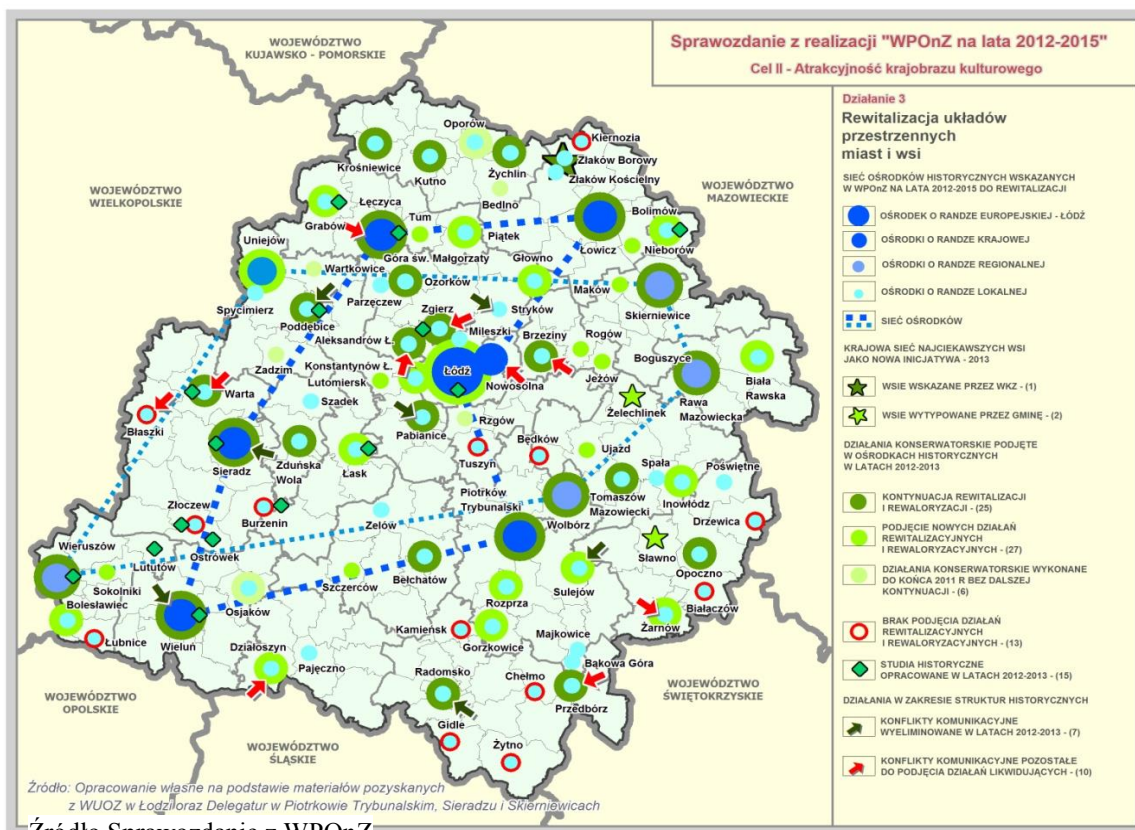 Sprawozdanie z realizacji "WPOnZ na lata 2012-2015"
Cel II - Atrakcyjność krajobrazu kulturowego
WOJEWÓDZTWO
KUJAWSKO - POMORSKIE
WOJEWÓDZTWO
WIELKOPOLSKIE
WOJEWÓDZTWO
MAZOWIECKIE
WOJEWÓDZTWO
OPOLSKIE
WOJEWÓDZTWO
ŚLĄSKIE
WOJEWÓDZTWO
ŚWIĘTOKRZYSKIE
Oporów
Kiernozia
Krośniewice
Kutno
Żychlin
Złaków Borowy
Złaków Kościelny
Bedlno
Łęczyca
Grabów
Tum
Piątek
Bolimów
Łowicz
Nieborów
Uniejów
Góra św. Małgorzaty
Głowno
Wartkowice
Ozorków
Maków
Skierniewice
Spycimierz
Parzęczew
Zgierz
Stryków
Poddębice
Mileszki
Aleksandrów Ł.
Brzeziny
Rogów
Boguszyce
Konstantynów Ł.
Zadzim
Lutomiersk
Łódź
Nowosolna
Jeżów
Biała
Rawska
Rawa
Mazowiecka
Warta
Szadek
Żelechlinek
Błaszki
Pabianice
Rzgów
Będków
Tuszyn
Ujazd
Sieradz
Zduńska
Wola
Łask
Spała
Poświętne
Piotrków
Trybunalski
Tomaszów
Mazowiecki
Inowłódz
Złoczew
Burzenin
Zelów
Wolbórz
Drzewica
Wieruszów
Lututów
Ostrówek
Sławno
Opoczno
Sokolniki
Bolesławiec
Szczerców
Bełchatów
Sulejów
Osjaków
Rozprza
Białaczów
Żarnów
Łubnice
Wieluń
Działoszyn
Pajęczno
Kamieńsk
Gorzkowice
Majkowice
Bąkowa Góra
Radomsko
Chełmo
Przedbórz
Gidle
Żytno
Działanie 3
Rewitalizacja układów
przestrzennych
miast i wsi
SIEĆ OŚRODKÓW HISTORYCZNYCH WSKAZANYCH
W WPOnZ NA LATA 2012-2015 DO REWITALIZACJI
OŚRODEK O RANDZE EUROPEJSKIEJ - ŁÓDŹ
OŚRODKI O RANDZE KRAJOWEJ
OŚRODKI O RANDZE REGIONALNEJ
OŚRODKI O RANDZE LOKALNEJ
SIEĆ OŚRODKÓW
KRAJOWA SIEĆ NAJCIEKAWSZYCH WSI
JAKO NOWA INICJATYWA - 2013
WSIE WSKAZANE PRZEZ WKZ - (1)
WSIE WYTYPOWANE PRZEZ GMINĘ - (2)
DZIAŁANIA KONSERWATORSKIE PODJĘTE
W OŚRODKACH HISTORYCZNYCH
W LATACH 2012-2013
KONTYNUACJA REWITALIZACJI
I REWALORYZACJI - (25)
PODJĘCIE NOWYCH DZIAŁAŃ
REWITALIZACYJNYCH
I REWALORYZACYJNYCH - (27)
DZIAŁANIA KONSERWATORSKIE WYKONANE
DO KOŃCA 2011 R BEZ DALSZEJ
KONTYNUACJI - (6)
BRAK PODJĘCIA DZIAŁAŃ
REWITALIZACYJNYCH
I REWALORYZACYJNYCH - (13)
STUDIA HISTORYCZNE
OPRACOWANE W LATACH 2012-2013 - (15)
DZIAŁANIA W ZAKRESIE STRUKTUR HISTORYCZNYCH
KONFLIKTY KOMUNIKACYJNE
WYELIMINOWANE W LATACH 2012-2013 - (7)
KONFLIKTY KOMUNIKACYJNE POZOSTAŁE
DO PODJĘCIA DZIAŁAŃ LIKWIDUJĄCYCH - (10)
Źródło: Opracowanie własne na podstawie materiałów pozyskanych
z WUOZ w Łodzi oraz Delegatur w Piotrkowie Trybunalskim, Sieradzu i Skierniewicach
Źródło Sprawozdanie z WPOnZ